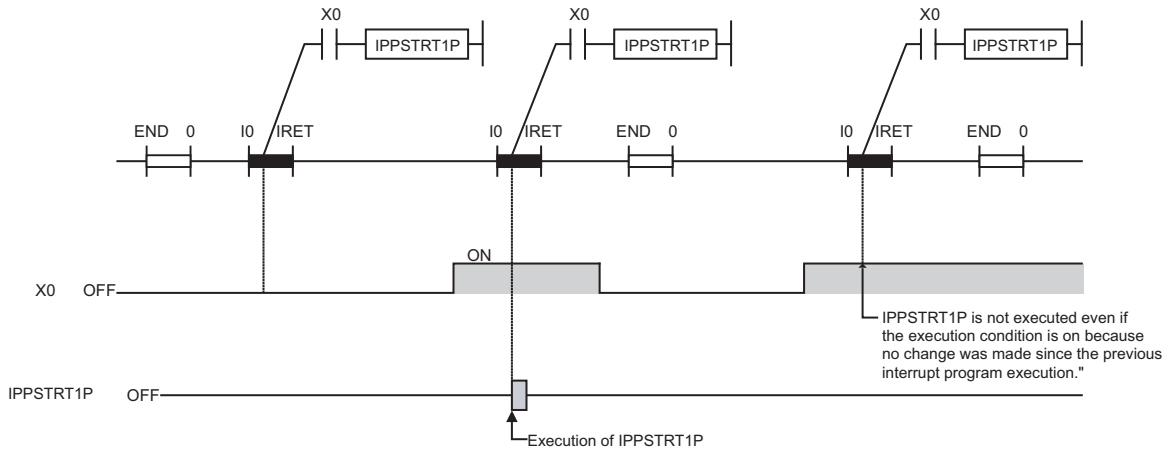 X0 X0 X0
IPPSTRT1P IPPSTRT1P IPPSTRT1P
END 0 I0 IRET I0 IRET END 0 I0 IRET END 0
ON
X0 OFF
IPPSTRT1P is not executed even if
the execution condition is on because
no change was made since the previous
interrupt program execution."
IPPSTRT1P OFF
Execution of IPPSTRT1P